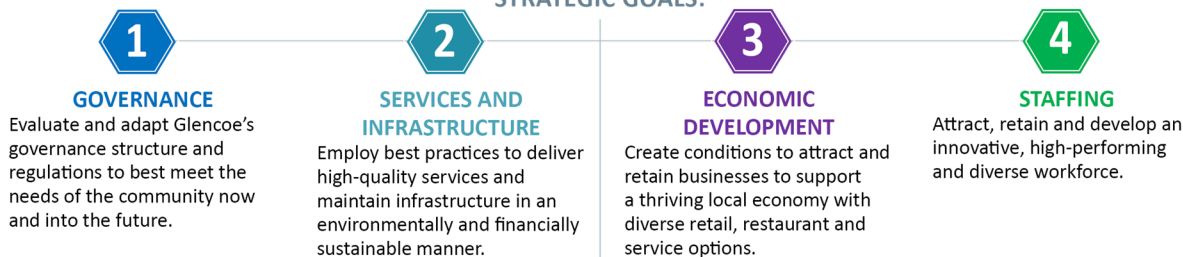 STRATEGIC GOALS:
1
GOVERNANCE
Evaluate and adapt Glencoe's
governance structure and
regulations to best meet the
needs of the community now
and into the future.
2
SERVICES AND
INFRASTRUCTURE
Employ best practices to deliver
high-quality services and
maintain infrastructure in an
environmentally and financially
sustainable manner.
3
ECONOMIC
DEVELOPMENT
Create conditions to attract and
retain businesses to support
a thriving local economy with
diverse retail, restaurant and
service options.
4
STAFFING
Attract, retain and develop an
innovative, high-performing
and diverse workforce.